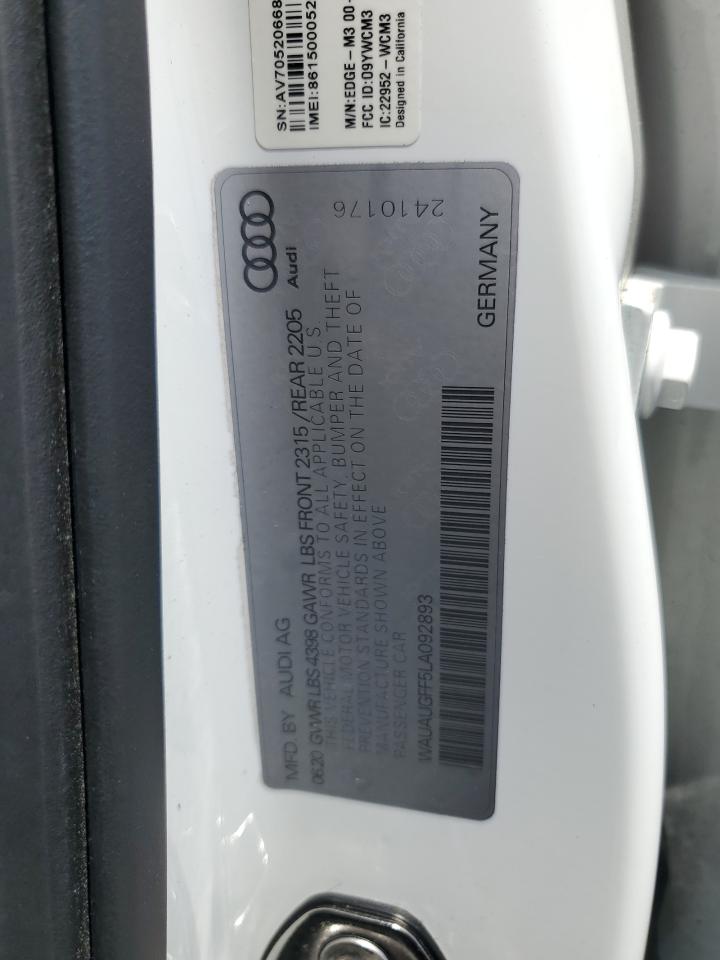 SN:AV70520668
IMEI:8615000052
M/N:EDGE-M3 00-
FCC ID:09YWCM3
IC:22952-WCM3
Designed in California
Audi
2410176
MFD. BY AUDI AG
0620 GVWR LBS 4398 GAWR LBS FRONT 2315/REAR 2205
THIS VEHICLE CONFORMS TO ALL APPLICABLE U.S.
FEDERAL MOTOR VEHICLE SAFETY, BUMPER AND THEFT
PREVENTION STANDARDS IN EFFECT ON THE DATE OF
MANUFACTURE SHOWN ABOVE
PASSENGER CAR
WAUAUGFF5LA092893
GERMANY